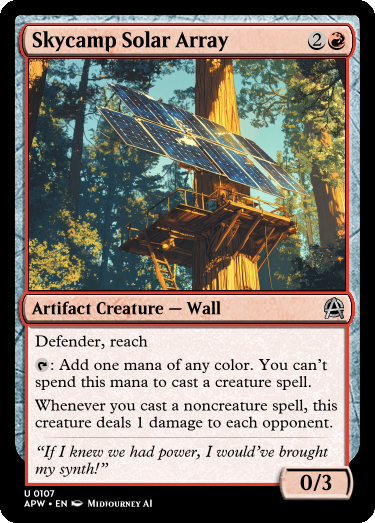 Skycamp Solar Array 2
Artifact Creature — Wall
Defender, reach
: Add one mana of any color. You can't
spend this mana to cast a creature spell.
Whenever you cast a noncreature spell, this
creature deals 1 damage to each opponent.
“If I knew we had power, I would’ve brought
my synth!”
0/3
U 0107
APW • EN Midjourney AI